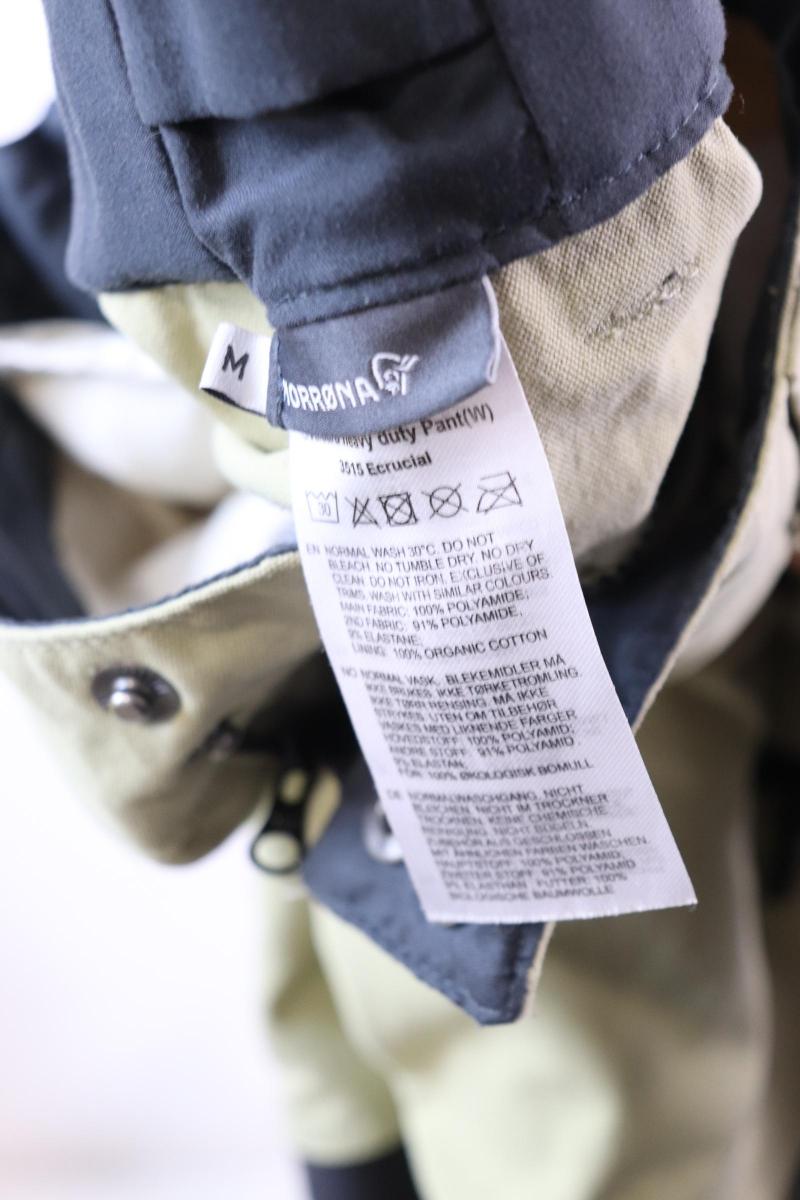 M
NORRØNA
heavy duty Pant(W)
3515 Ecrucial
30
EN NORMAL WASH 30°C. DO NOT
BLEACH. NO TUMBLE DRY. NO DRY
CLEAN. DO NOT IRON. EXCLUSIVE OF
TRIMS. WASH WITH SIMILAR COLOURS.
MAIN FABRIC: 100% POLYAMIDE;
2ND FABRIC: 91% POLYAMIDE,
9% ELASTANE;
LINING: 100% ORGANIC COTTON
NO NORMAL VASK. BLEKEMIDLER MÅ
IKKE BRUKES. IKKE TØRKETROMLING.
IKKE TØRR RENSING. MÅ IKKE
STRYKES. UTEN OM TILBEHØR
VASKES MED LIKNENDE FARGER
HOVEDSTOFF: 100% POLYAMID;
ANDRE STOFF: 91% POLYAMID,
9% ELASTAN;
FÔR: 100% ØKOLOGISK BOMULL
DE NORMALWASCHGANG. NICHT
BLEICHEN. NICHT IM TROCKNER
TROCKNEN. KEINE CHEMISCHE
REINIGUNG. NICHT BÜGELN
ZUBEHÖR AUS GESCHLOSSEN
MIT ÄHNLICHEN FARBEN WASCHEN.
HAUPTSTOFF: 100% POLYAMID;
ZWEITER STOFF: 91% POLYAMID,
9% ELASTHAN; FUTTER: 100%
BIOLOGISCHE BAUMWOLLE